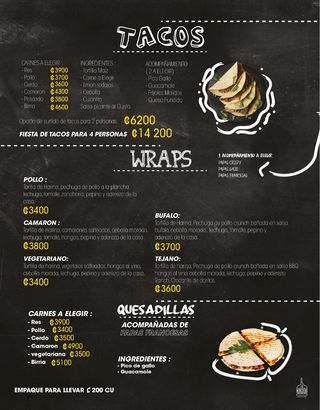 TACOS
CARNES A ELEGIR :
- Res ₡3900
- Pollo ₡3700
- Cerdo ₡3600
- Camaron ₡4300
- Pescado ₡3800
- Birria ₡4600
INGREDIENTES :
- Tortilla Maiz
- Carne a Elegir
- limon rodajas
- Cebolla
- Culantro
Salsa picante al Gusto
ACOMPAÑAMIENTO
( 2 A ELEGIR )
- Pico Gallo
- Guacamole
- Frijoles Molidos
- Queso Fundido
Opción de surtido de tacos para 2 personas ₡6200
FIESTA DE TACOS PARA 4 PERSONAS ₡14 200
WRAPS
1 ACOMPAÑAMIENTO A ELEGIR:
PAPAS CRISPY
PAPAS GAJO
PAPAS FRANCESAS
POLLO :
Tortilla de Harina, pechuga de pollo a la plancha,
lechuga, tomate, zanahoria, pepino y aderezo de la
casa.
₡3400
CAMARON :
Tortilla de Harina, camarones salteados, cebolla morada,
lechuga, tomate, hongos, pepino y aderezo de la casa.
₡3800
VEGETARIANO:
Tortilla de harina, vegetales salteados, hongos al vino,
cebolla morada, lechuga, pepino y aderezo de la casa.
₡3400
BUFALO:
Tortilla de Harina, Pechuga de pollo crunch bañada en salsa
bufalo, cebolla morada, lechuga, tomate, pepino y
aderezo de la casa.
₡3700
TEJANO:
Tortilla de harina, Pechuga de pollo crunch bañada en salsa BBQ
hongos al vino, cebolla morada, lechuga, pepino y aderezo
Ranch, Crocante de doritos.
₡3600
QUESADILLAS
ACOMPAÑADAS DE
PAPAS FRANCESAS
CARNES A ELEGIR :
- Res ₡3900
- Pollo ₡3400
- Cerdo ₡3500
- Camaron ₡4900
- vegetariana ₡3500
- Birria ₡5100
INGREDIENTES :
- Pico de gallo
- Guacamole
EMPAQUE PARA LLEVAR ₡ 200 CU